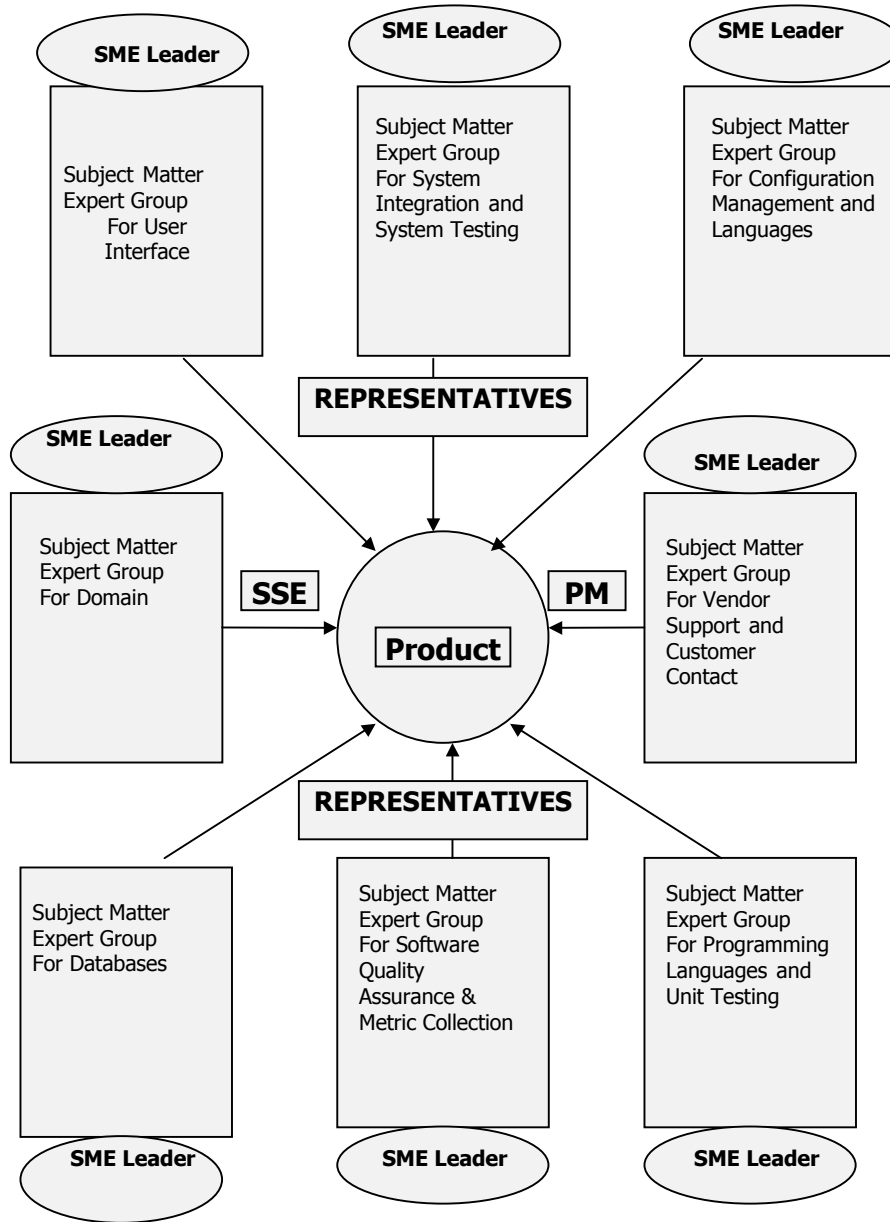 SME Leader
Subject Matter
Expert Group
For User
Interface
SME Leader
Subject Matter
Expert Group
For System
Integration and
System Testing
SME Leader
Subject Matter
Expert Group
For Configuration
Management and
Languages
REPRESENTATIVES
SME Leader
Subject Matter
Expert Group
For Domain
SSE
Product
PM
SME Leader
Subject Matter
Expert Group
For Vendor
Support and
Customer
Contact
REPRESENTATIVES
Subject Matter
Expert Group
For Databases
SME Leader
Subject Matter
Expert Group
For Software
Quality
Assurance &
Metric Collection
SME Leader
Subject Matter
Expert Group
For Programming
Languages and
Unit Testing
SME Leader